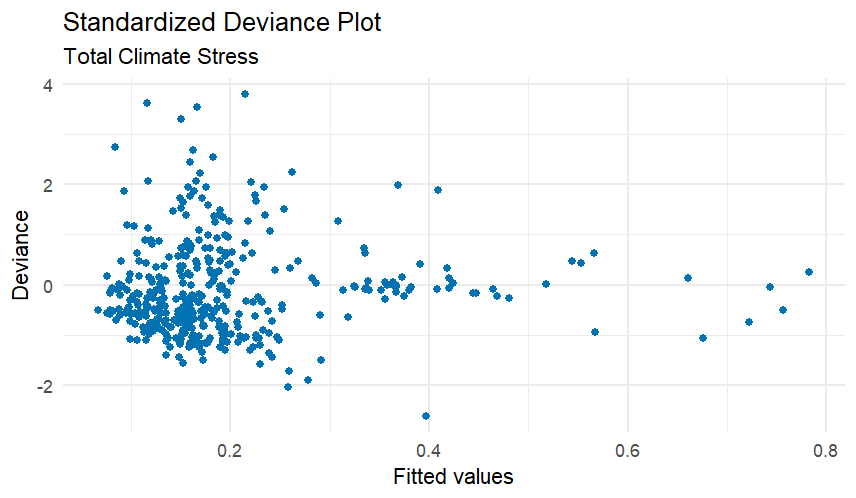 Standardized Deviance Plot
Total Climate Stress
4
2
0
-2
Deviance
0.2 0.4 0.6 0.8
Fitted values